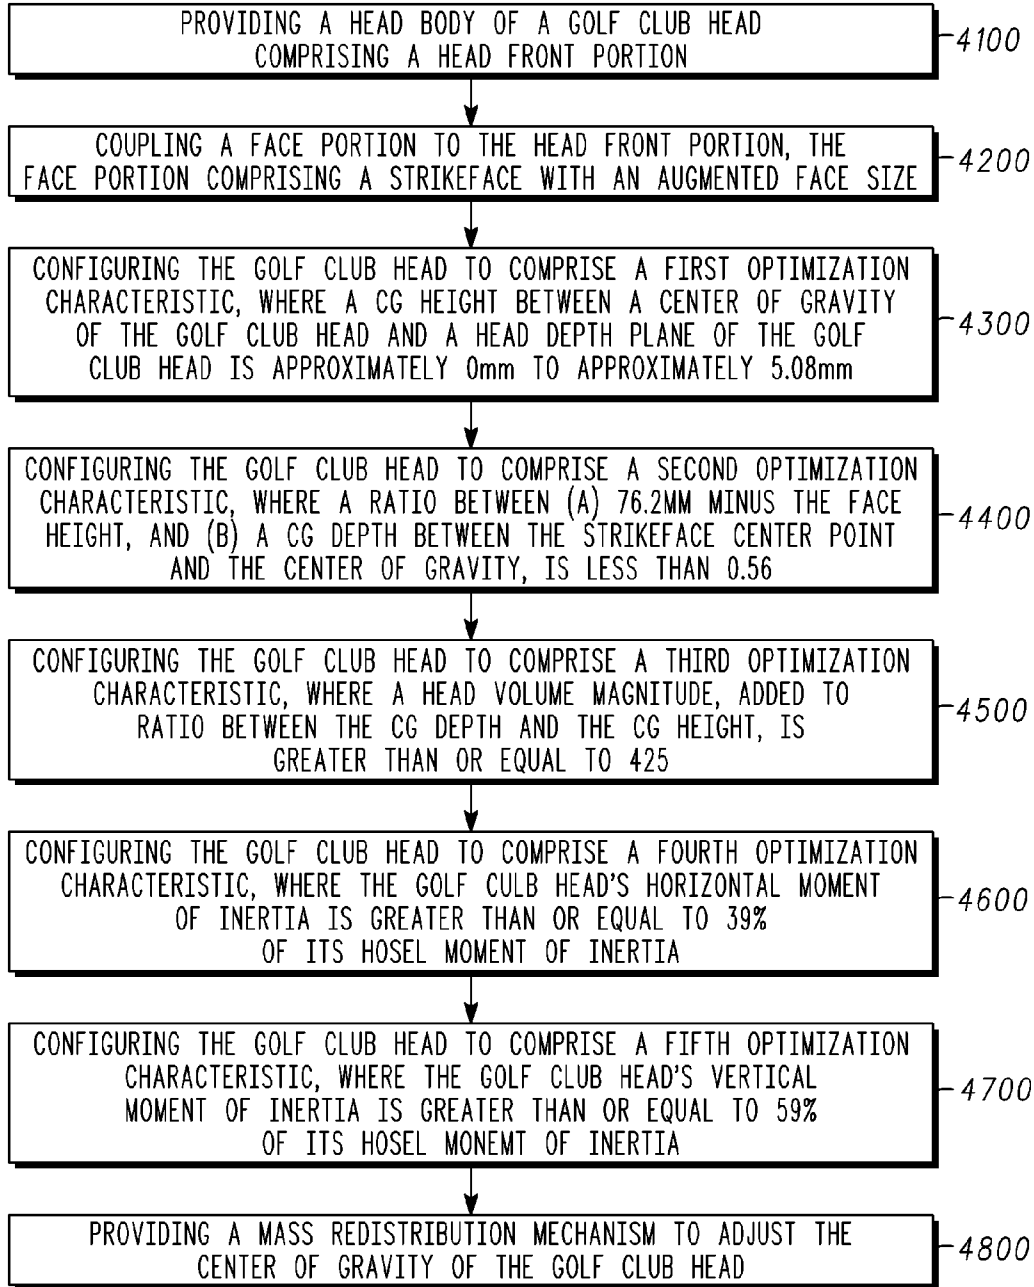 PROVIDING A HEAD BODY OF A GOLF CLUB HEAD
COMPRISING A HEAD FRONT PORTION
4100
COUPLING A FACE PORTION TO THE HEAD FRONT PORTION, THE
FACE PORTION COMPRISING A STRIKEFACE WITH AN AUGMENTED FACE SIZE
4200
CONFIGURING THE GOLF CLUB HEAD TO COMPRISE A FIRST OPTIMIZATION
CHARACTERISTIC, WHERE A CG HEIGHT BETWEEN A CENTER OF GRAVITY
OF THE GOLF CLUB HEAD AND A HEAD DEPTH PLANE OF THE GOLF
CLUB HEAD IS APPROXIMATELY 0mm TO APPROXIMATELY 5.08mm
4300
CONFIGURING THE GOLF CLUB HEAD TO COMPRISE A SECOND OPTIMIZATION
CHARACTERISTIC, WHERE A RATIO BETWEEN (A) 76.2MM MINUS THE FACE
HEIGHT, AND (B) A CG DEPTH BETWEEN THE STRIKEFACE CENTER POINT
AND THE CENTER OF GRAVITY, IS LESS THAN 0.56
4400
CONFIGURING THE GOLF CLUB HEAD TO COMPRISE A THIRD OPTIMIZATION
CHARACTERISTIC, WHERE A HEAD VOLUME MAGNITUDE, ADDED TO
RATIO BETWEEN THE CG DEPTH AND THE CG HEIGHT, IS
GREATER THAN OR EQUAL TO 425
4500
CONFIGURING THE GOLF CLUB HEAD TO COMPRISE A FOURTH OPTIMIZATION
CHARACTERISTIC, WHERE THE GOLF CULB HEAD'S HORIZONTAL MOMENT
OF INERTIA IS GREATER THAN OR EQUAL TO 39%
OF ITS HOSEL MOMENT OF INERTIA
4600
CONFIGURING THE GOLF CLUB HEAD TO COMPRISE A FIFTH OPTIMIZATION
CHARACTERISTIC, WHERE THE GOLF CLUB HEAD'S VERTICAL
MOMENT OF INERTIA IS GREATER THAN OR EQUAL TO 59%
OF ITS HOSEL MONEMT OF INERTIA
4700
PROVIDING A MASS REDISTRIBUTION MECHANISM TO ADJUST THE
CENTER OF GRAVITY OF THE GOLF CLUB HEAD
4800